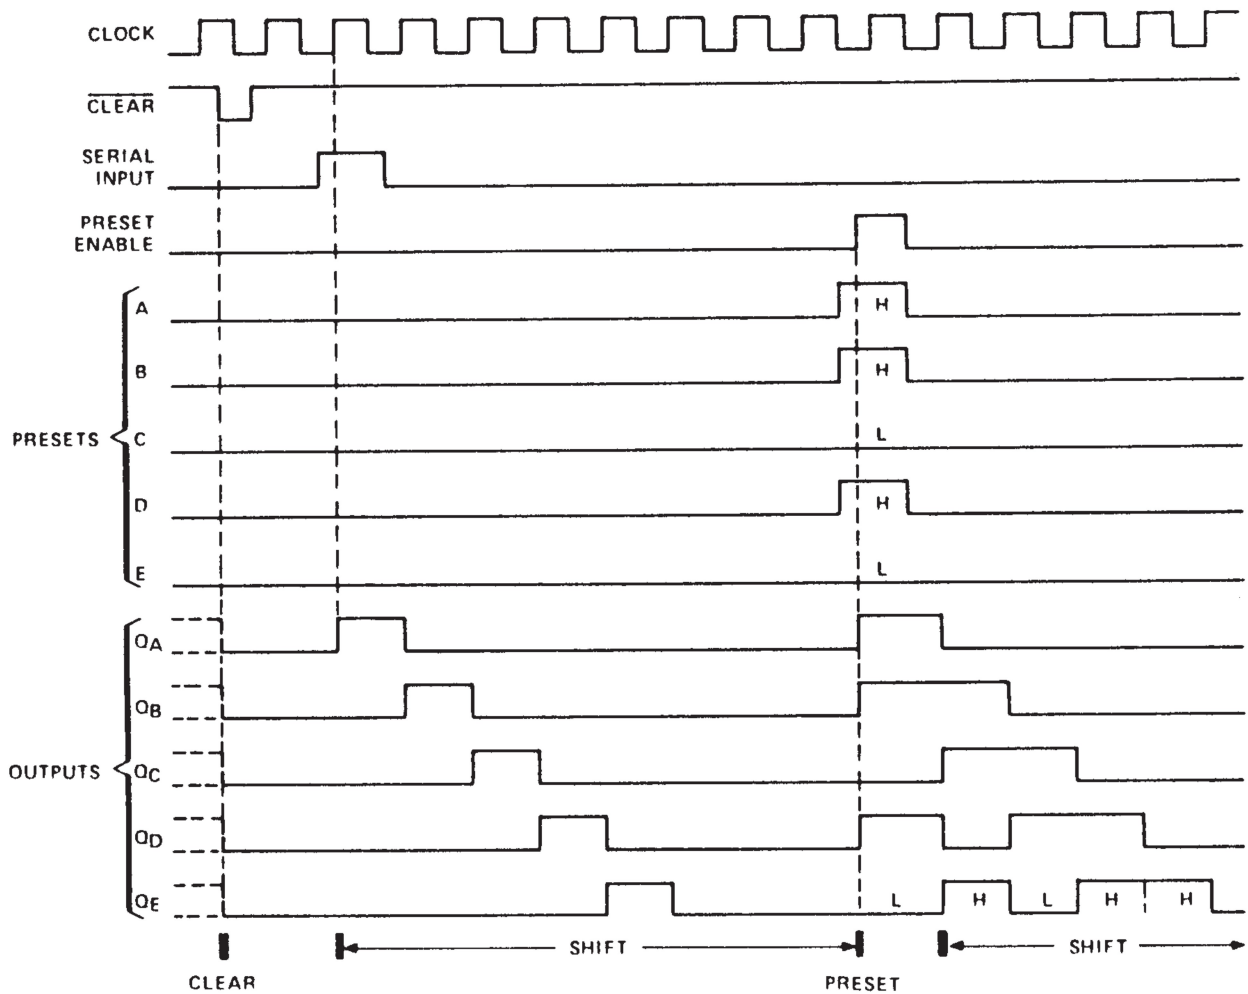 CLOCK
CLEAR
SERIAL
INPUT
PRESET
ENABLE
A
H
B
H
PRESETS
C
L
D
H
E
L
QA
QB
OUTPUTS
QC
QD
QE
L H L H H
SHIFT SHIFT
CLEAR PRESET